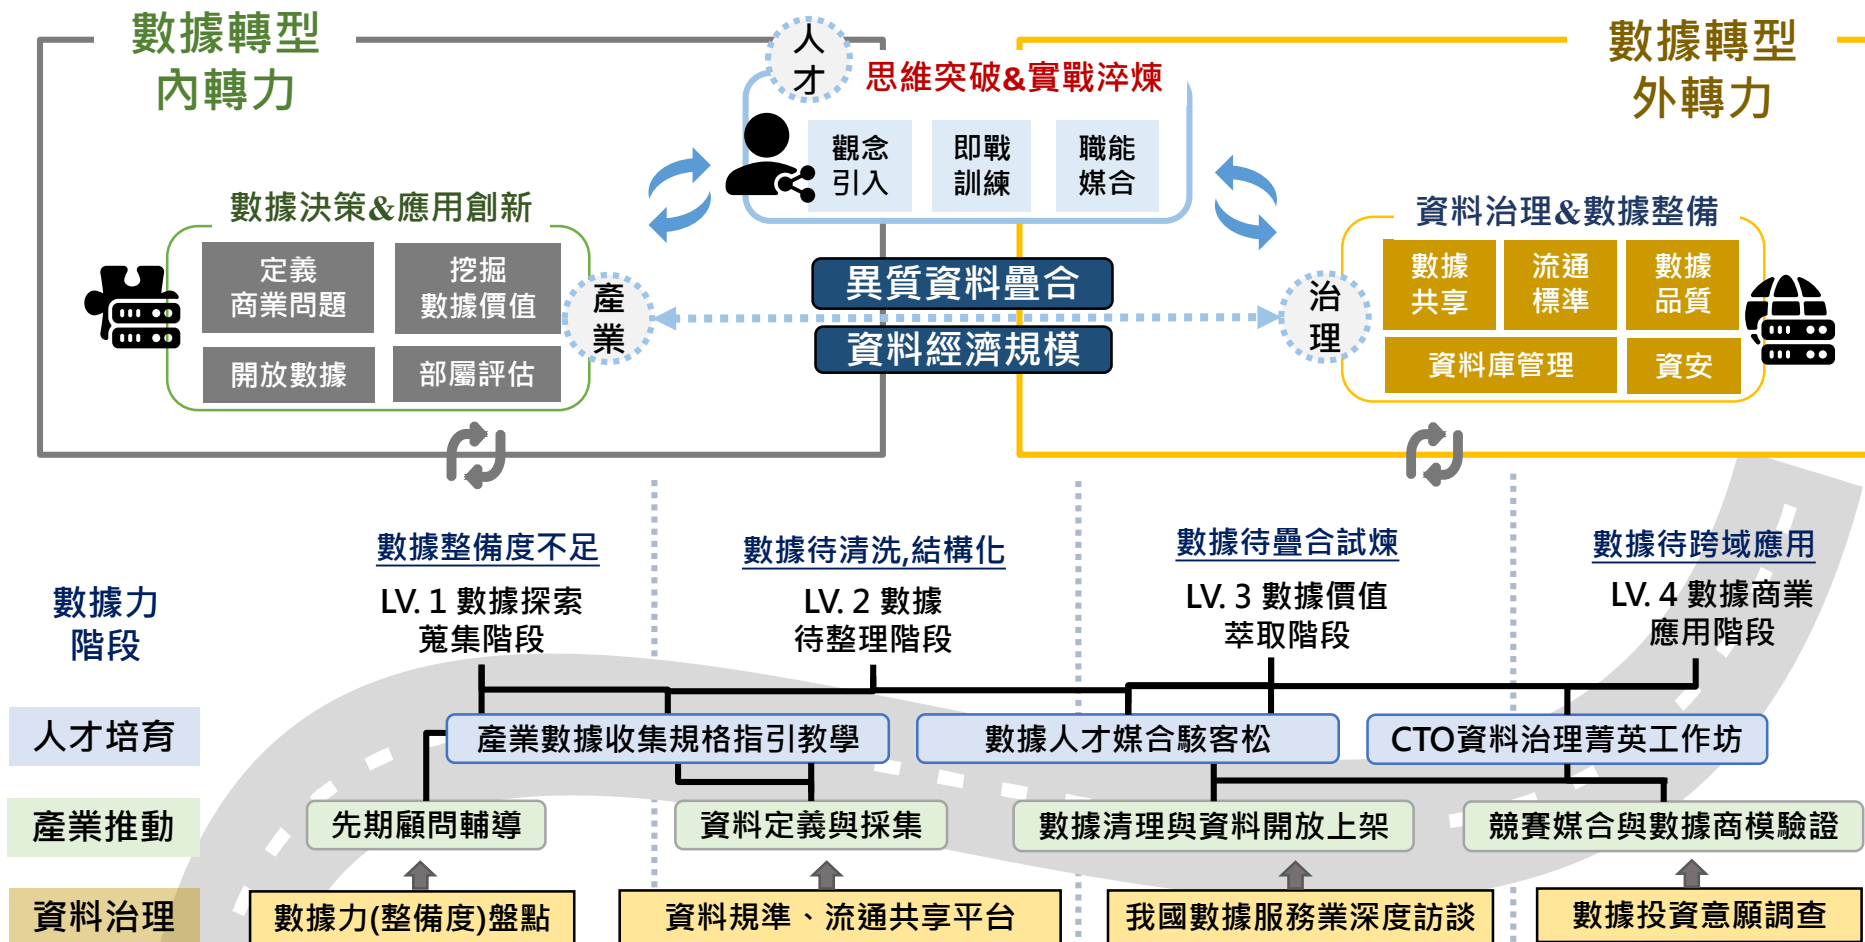 數據轉型
內轉力
人
才
思維突破&實戰淬煉
數據轉型
外轉力
觀念
引入
即戰
訓練
職能
媒合
數據決策&應用創新
定義
商業問題
挖掘
數據價值
開放數據
部屬評估
產
業
異質資料疊合
資料經濟規模
治
理
資料治理&數據整備
數據
共享
流通
標準
數據
品質
資料庫管理
資安
數據力
階段
數據整備度不足
LV. 1 數據探索
蒐集階段
數據待清洗,結構化
LV. 2 數據
待整理階段
數據待疊合試煉
LV. 3 數據價值
萃取階段
數據待跨域應用
LV. 4 數據商業
應用階段
人才培育
產業數據收集規格指引教學
數據人才媒合駭客松
CTO資料治理菁英工作坊
產業推動
先期顧問輔導
資料定義與採集
數據清理與資料開放上架
競賽媒合與數據商模驗證
資料治理
數據力(整備度)盤點
資料規準、流通共享平台
我國數據服務業深度訪談
數據投資意願調查